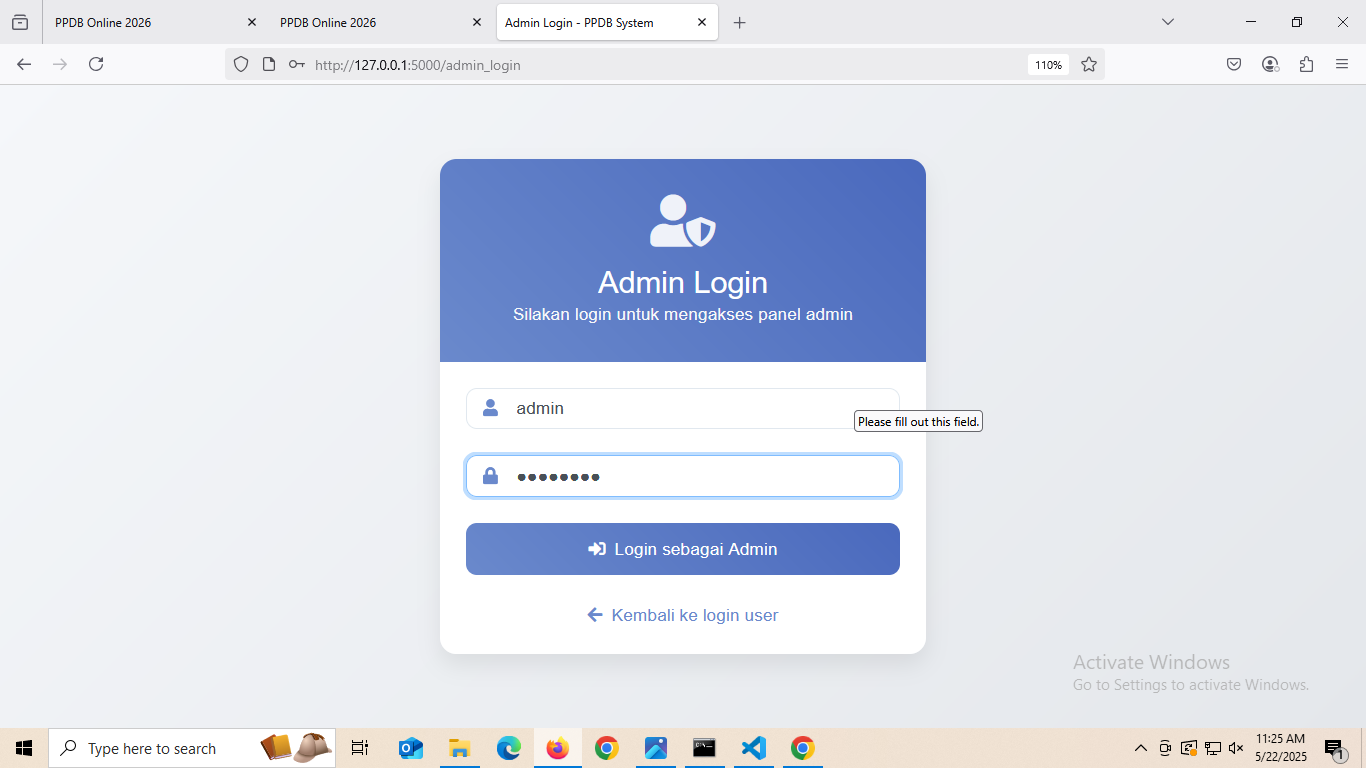 PPDB Online 2026
PPDB Online 2026
Admin Login - PPDB System
http://127.0.0.1:5000/admin_login
110%
Admin Login
Silakan login untuk mengakses panel admin
admin
Please fill out this field.
Login sebagai Admin
Kembali ke login user
Activate Windows
Go to Settings to activate Windows.
Type here to search
11:25 AM
5/22/2025
1